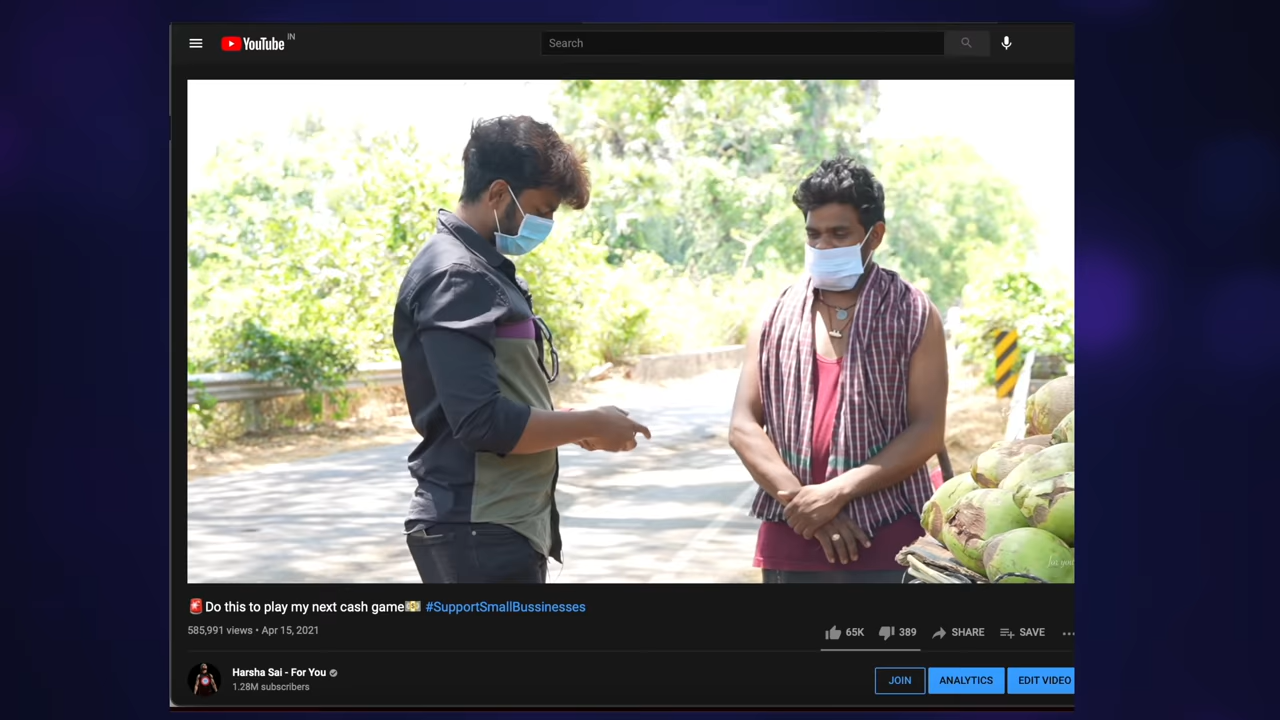 YouTube IN
Search
🚨Do this to play my next cash game💴 #SupportSmallBussinesses
585,991 views • Apr 15, 2021
65K 389 SHARE SAVE ...
Harsha Sai - For You
1.28M subscribers
JOIN ANALYTICS EDIT VIDEO